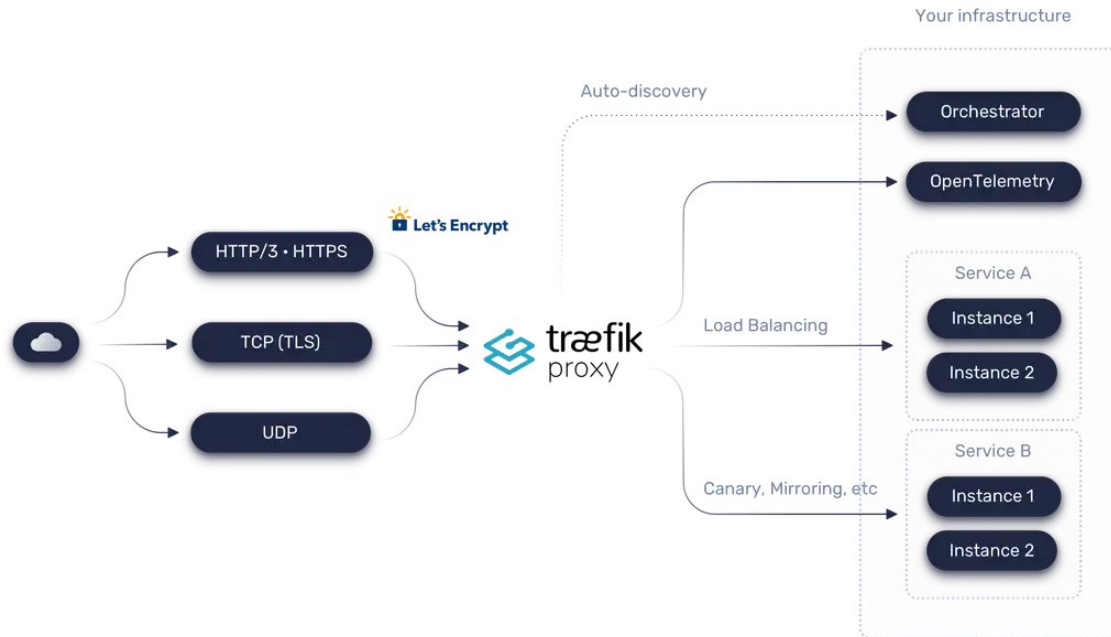 Your infrastructure
Auto-discovery
Orchestrator
OpenTelemetry
Let's Encrypt
HTTP/3 • HTTPS
TCP (TLS)
UDP
træfik
proxy
Load Balancing
Service A
Instance 1
Instance 2
Canary, Mirroring, etc
Service B
Instance 1
Instance 2